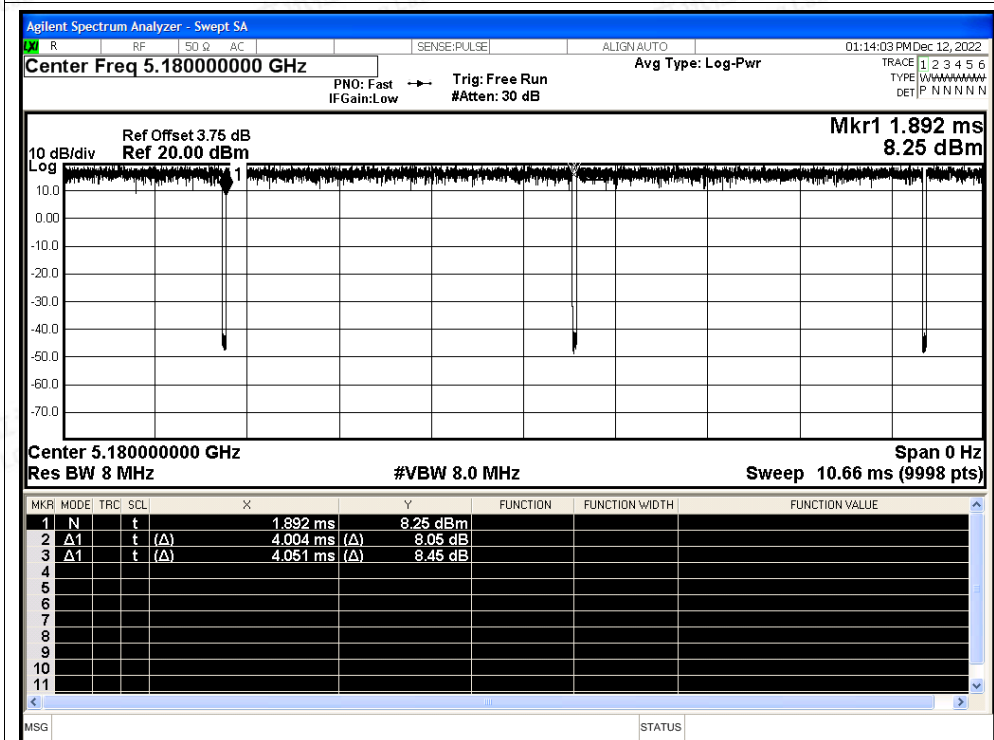 Agilent Spectrum Analyzer - Swept SA
LXI R RF 50 Ω AC SENSE:PULSE ALIGN AUTO 01:14:03 PM Dec 12, 2022
Center Freq 5.180000000 GHz Avg Type: Log-Pwr TRACE 1 2 3 4 5 6
PNO: Fast Trig: Free Run TYPE WWWWWW
IFGain:Low #Atten: 30 dB DET P N N N N N
Mkr1 1.892 ms
Ref Offset 3.75 dB
10 dB/div Ref 20.00 dBm 8.25 dBm
Log
1
10.0
0.00
-10.0
-20.0
-30.0
-40.0
-50.0
-60.0
-70.0
Center 5.180000000 GHz Span 0 Hz
Res BW 8 MHz #VBW 8.0 MHz Sweep 10.66 ms (9998 pts)
MKR MODE TRC SCL X Y FUNCTION FUNCTION WIDTH FUNCTION VALUE
1 N t 1.892 ms 8.25 dBm
2 Δ1 t (Δ) 4.004 ms (Δ) 8.05 dB
3 Δ1 t (Δ) 4.051 ms (Δ) 8.45 dB
4
5
6
7
8
9
10
11
MSG STATUS